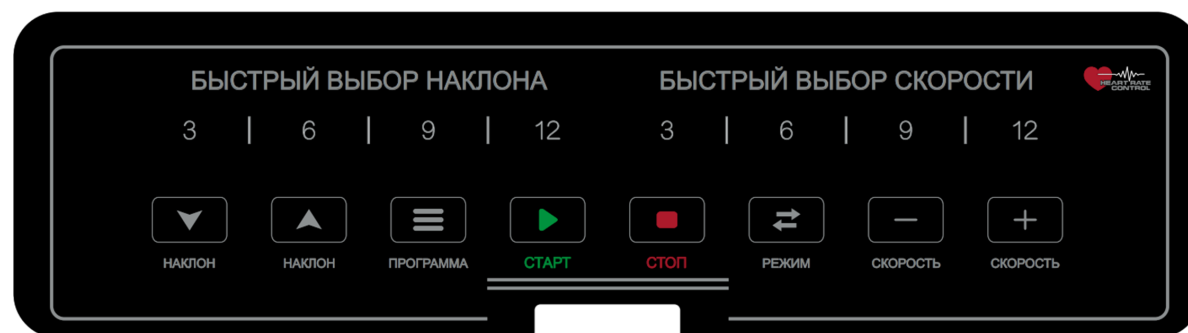 БЫСТРЫЙ ВЫБОР НАКЛОНА
БЫСТРЫЙ ВЫБОР СКОРОСТИ
HEART RATE
CONTROL
3 | 6 | 9 | 12
3 | 6 | 9 | 12
НАКЛОН
НАКЛОН
ПРОГРАММА
СТАРТ
СТОП
РЕЖИМ
СКОРОСТЬ
СКОРОСТЬ